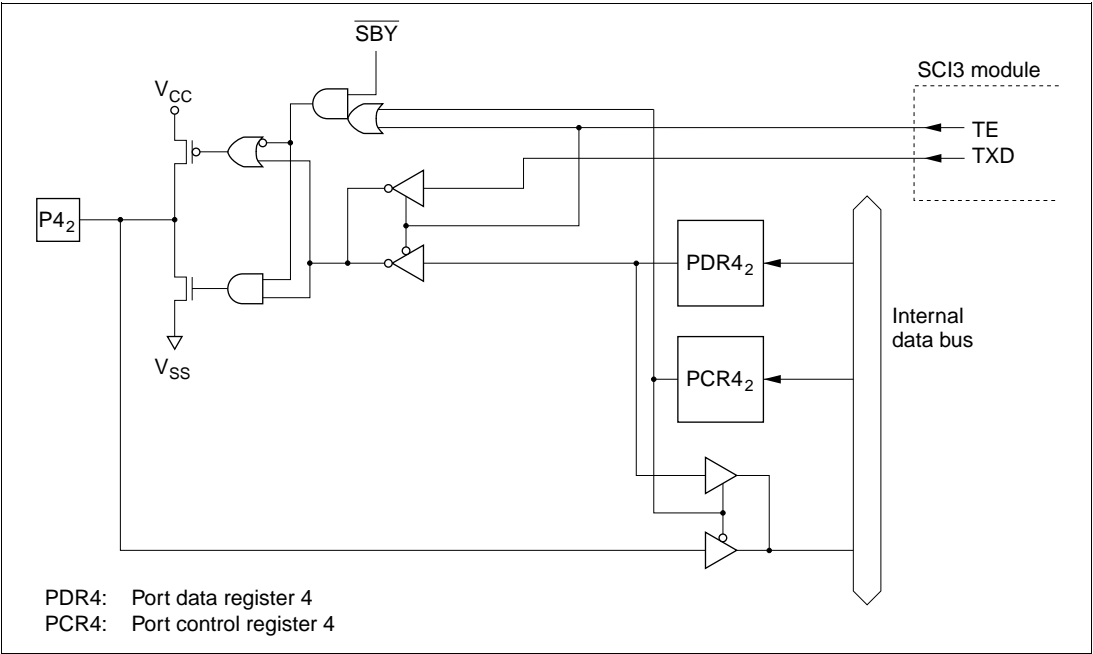 SBY
SCI3 module
VCC
TE
TXD
P42
PDR42
Internal
data bus
PCR42
VSS
PDR4: Port data register 4
PCR4: Port control register 4